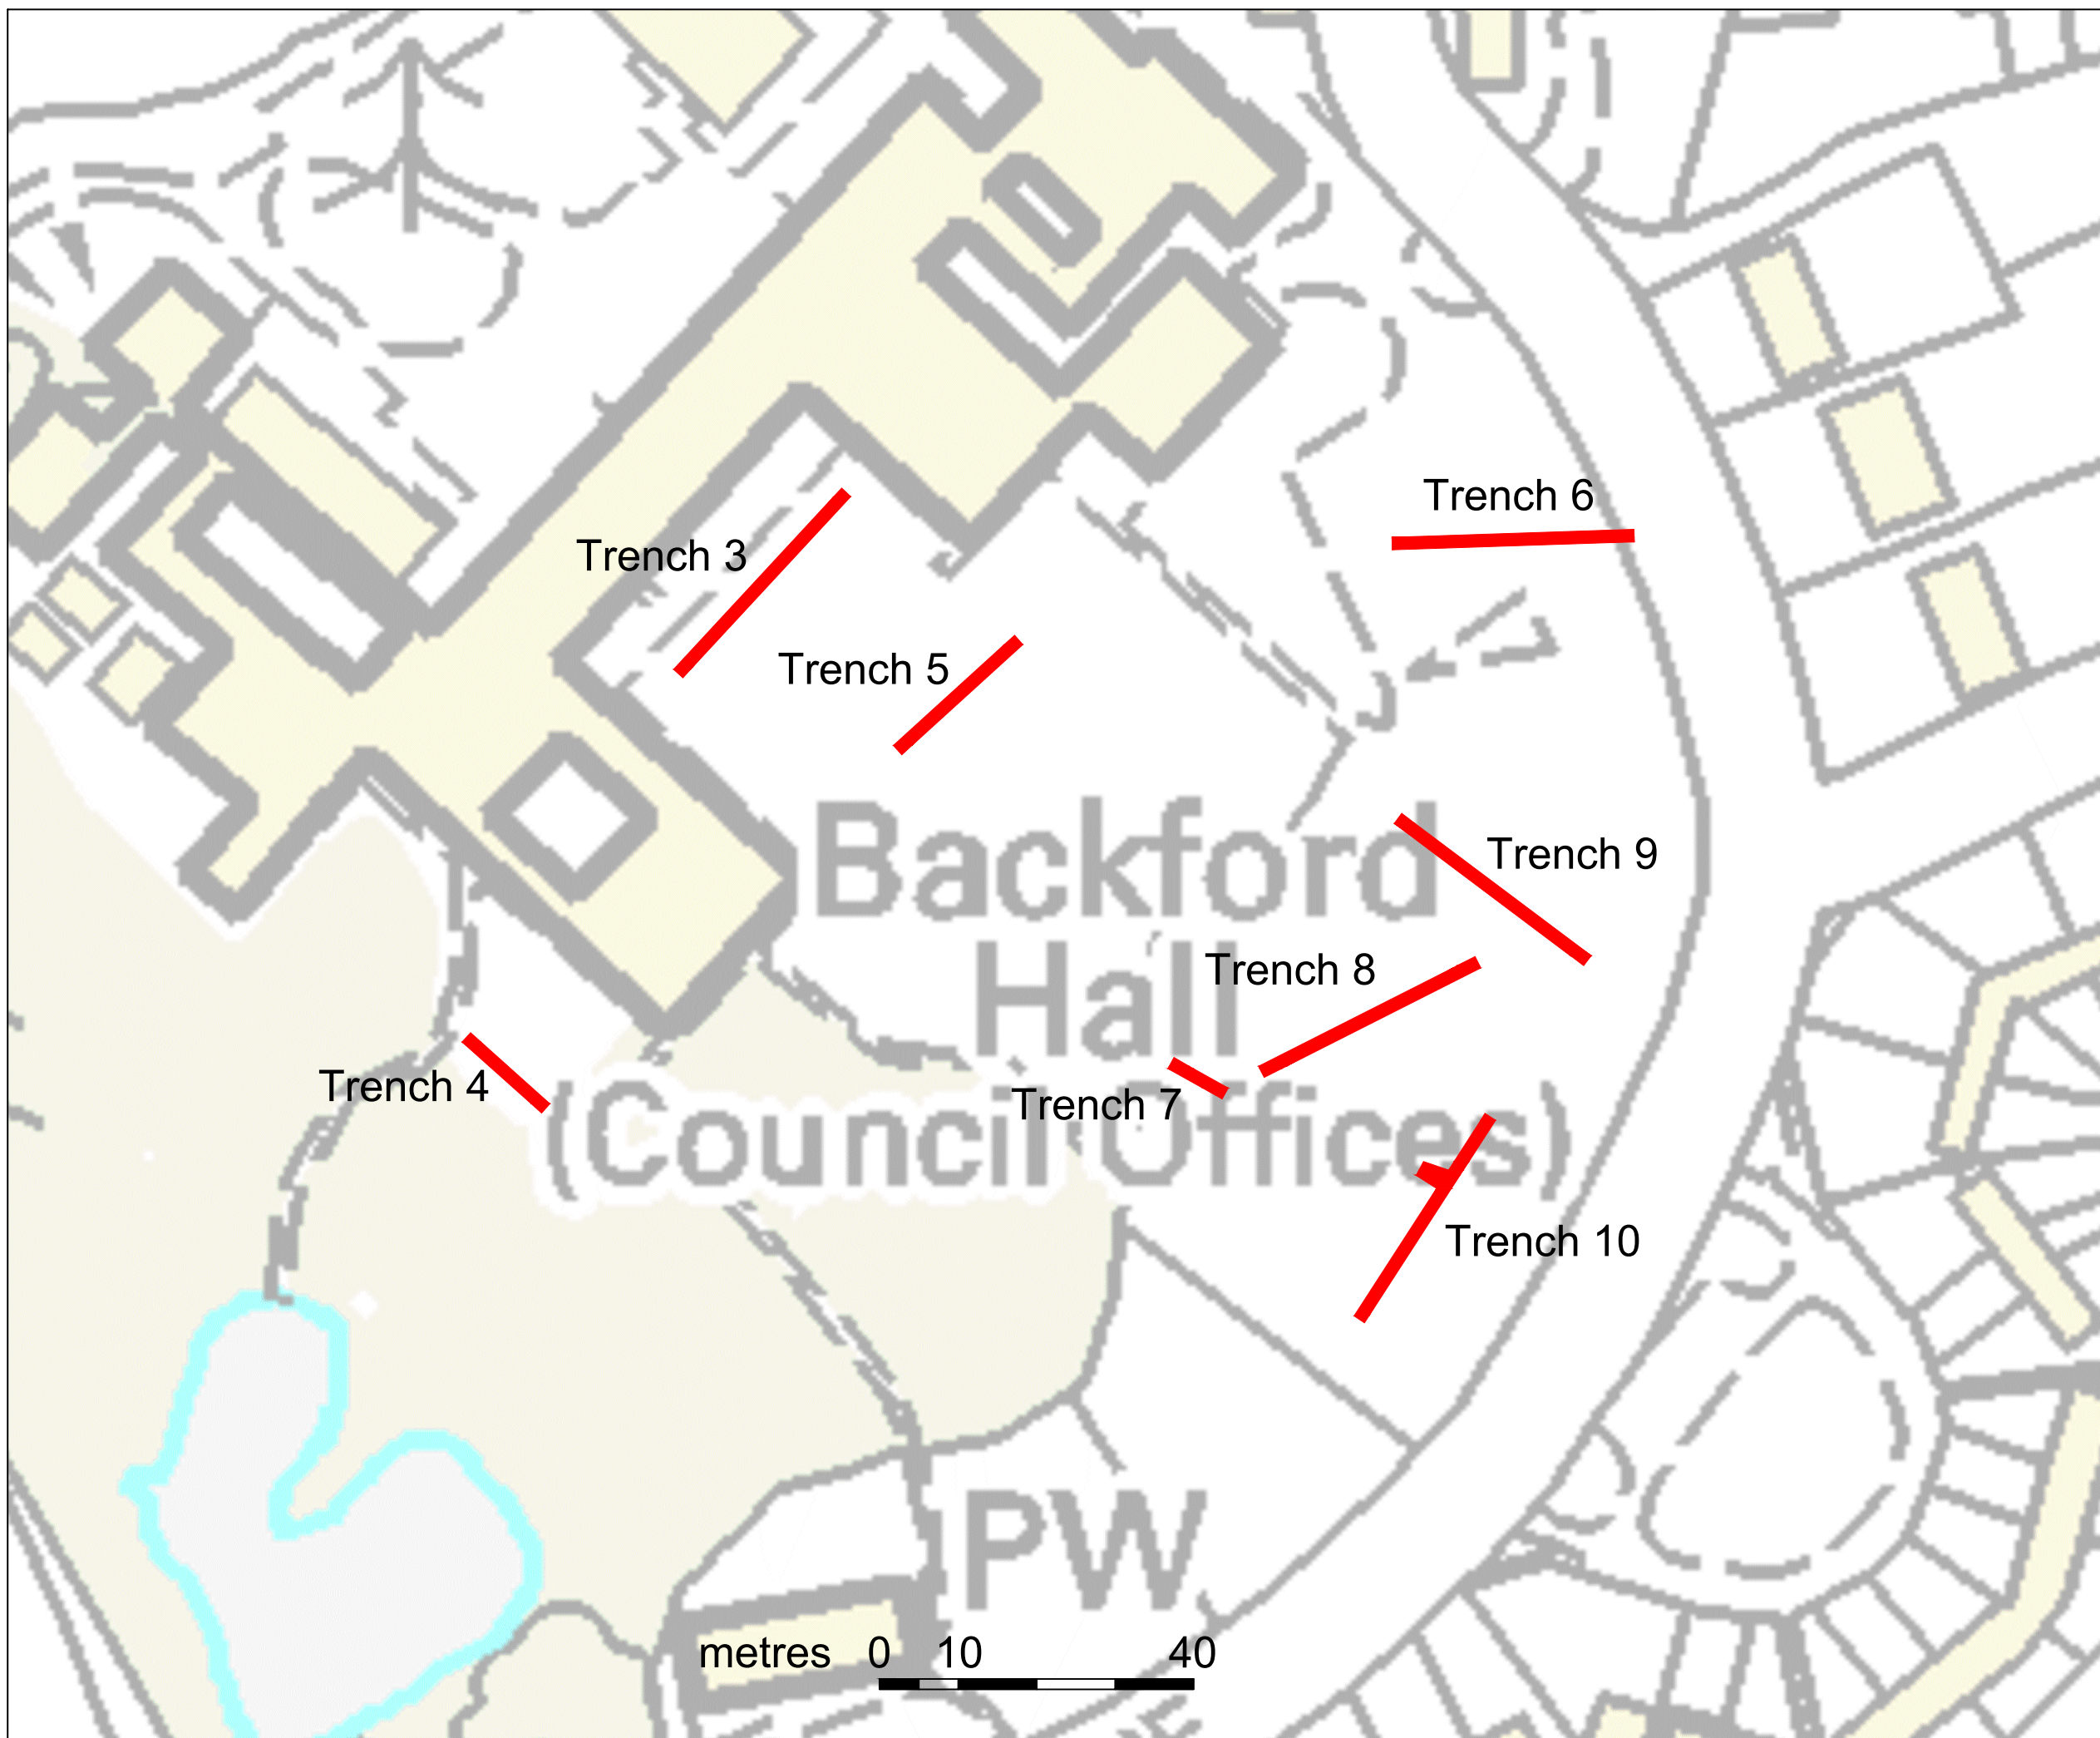 Trench 6
Trench 3
Trench 5
Backford
Hall
(Council Offices)
Trench 9
Trench 8
Trench 4
Trench 7
Trench 10
PW
metres 0 10 40